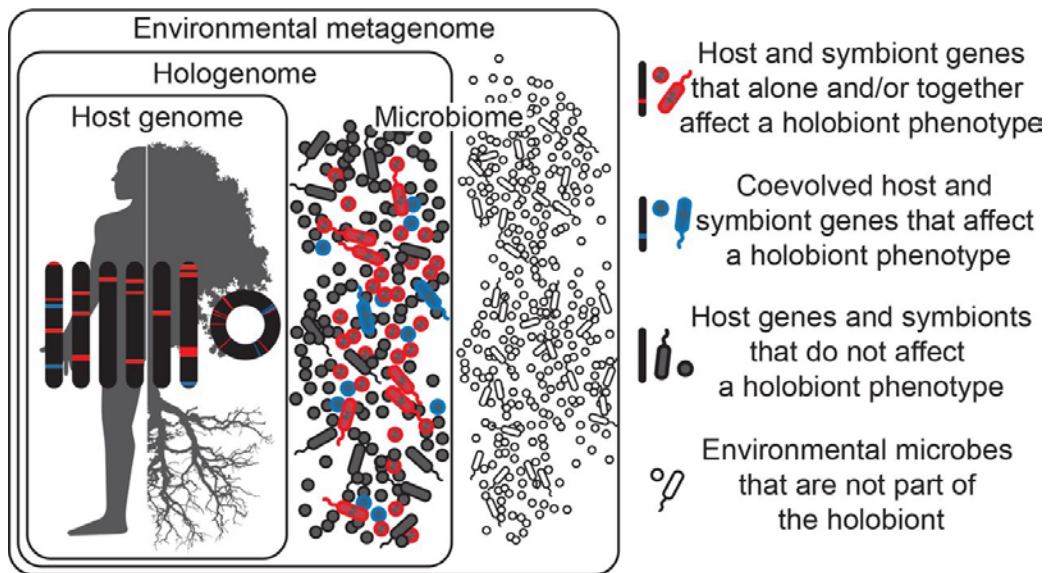 Environmental metagenome
Hologenome
Host genome
Microbiome
Host and symbiont genes
that alone and/or together
affect a holobiont phenotype
Coevolved host and
symbiont genes that affect
a holobiont phenotype
Host genes and symbionts
that do not affect
a holobiont phenotype
Environmental microbes
that are not part of
the holobiont